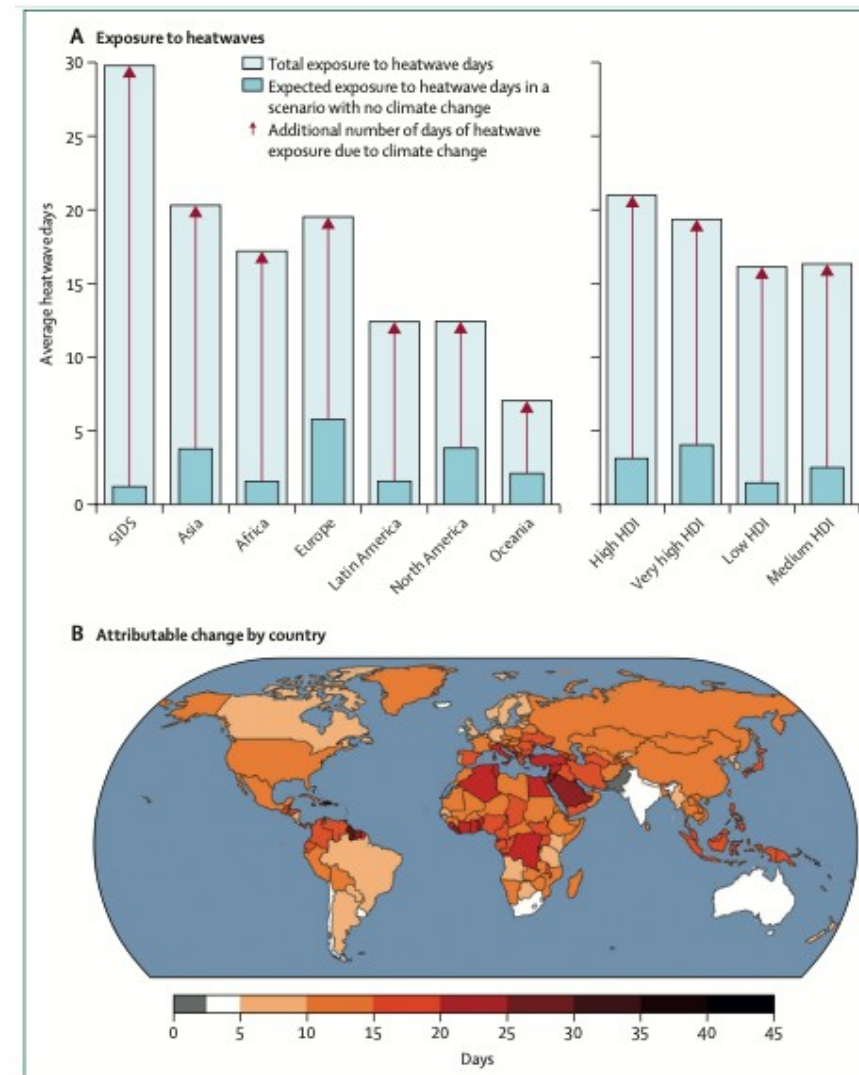 A Exposure to heatwaves
30
25
20
15
10
5
0
Average heatwave days
Total exposure to heatwave days
Expected exposure to heatwave days in a
scenario with no climate change
Additional number of days of heatwave
exposure due to climate change
SIDS
Asia
Africa
Europe
Latin America
North America
Oceania
High HDI
Very high HDI
Low HDI
Medium HDI
B Attributable change by country
0 5 10 15 20 25 30 35 40 45
Days